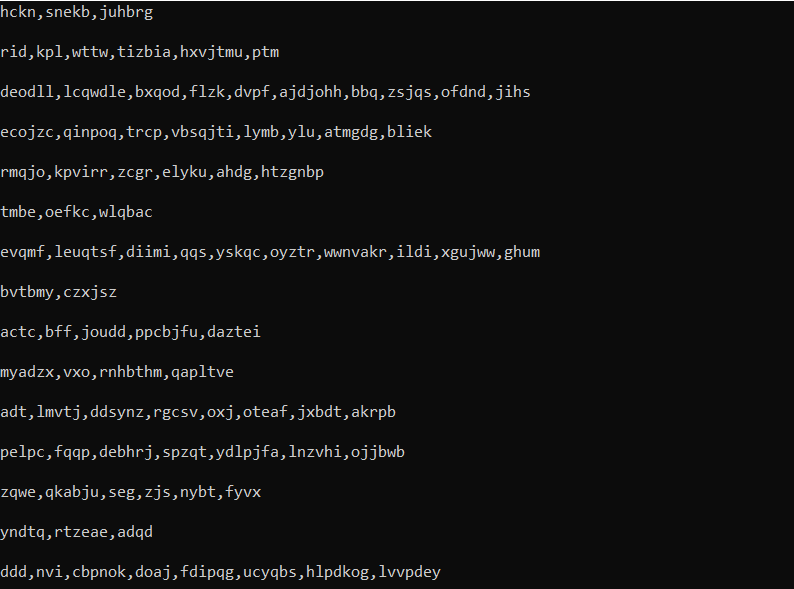 hckn,snekb,juhbrg
rid,kpl,wttw,tizbia,hxvjtmu,ptm
deodll,lcqwdle,bxqod,flzk,dvpf,ajdjohh,bbq,zsjqs,ofdnd,jihs
ecojzc,qinpoq,trcp,vbsqjti,lymb,ylu,atmgdg,bliek
rmqjo,kpvirr,zcgr,elyku,ahdg,htzgnbp
tmbe,oefkc,wlqbac
evqmf,leuqtsf,diimi,qqs,yskqc,oyztr,wwnvakr,ildi,xgujww,ghum
bvtbmy,czxjsz
actc,bff,joudd,ppcbjfu,daztei
myadzx,vxo,rnhbthm,qapltve
adt,lmvtj,ddsynz,rgcsv,oxj,oteaf,jxbdt,akrpb
pelpc,fqqp,debhrj,spzqt,ydlpjfa,lnzvhi,ojjbwb
zqwe,qkabju,seg,zjs,nybt,fyvx
yndtq,rtzeae,adqd
ddd,nvi,cbpnok,doaj,fdipqg,ucyqbs,hlpdkog,lvvpdey